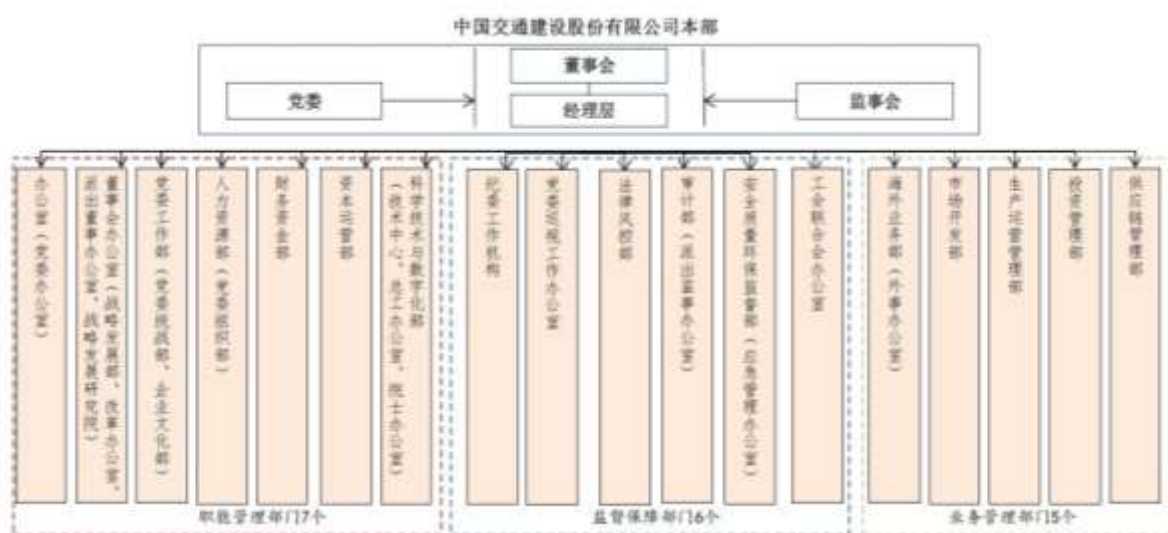 中国交通建设股份有限公司本部
董事会
党委
经理层
监事会
办公室（党委办公室）
董事会办公室（战略发展部、改革办公室、
派出董事办公室、战略发展研究院）
党委工作部（党委统战部、企业文化部）
人力资源部（党委组织部）
财务资金部
资本运营部
科学技术与数字化部
（技术中心、总工办公室、院士办公室）
纪委工作机构
党委巡视工作办公室
法律风控部
审计部（派出监事办公室）
安全质量环保监督部（应急管理办公室）
工会联合会办公室
海外业务部（外事办公室）
市场开发部
生产运营管理部
投资管理部
供应链管理部
职能管理部门7个
监督保障部门6个
业务管理部门5个